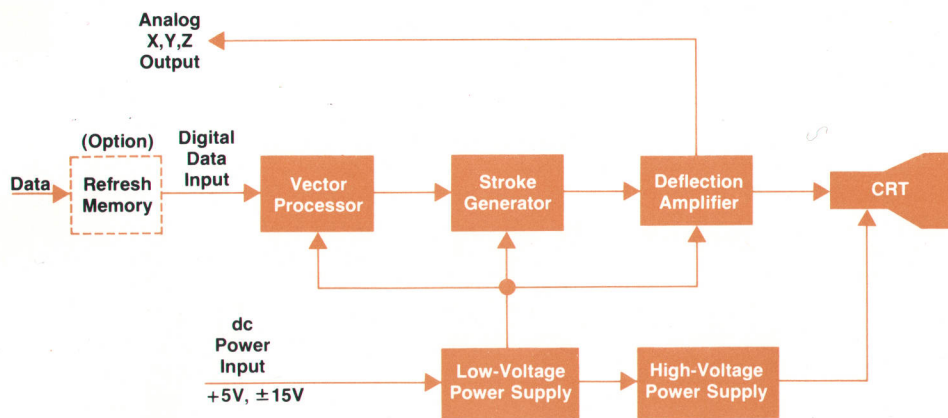 Analog
X,Y,Z
Output
(Option)
Digital
Data
Input
Data
Refresh
Memory
Vector
Processor
Stroke
Generator
Deflection
Amplifier
CRT
dc
Power
Input
+5V, ±15V
Low-Voltage
Power Supply
High-Voltage
Power Supply